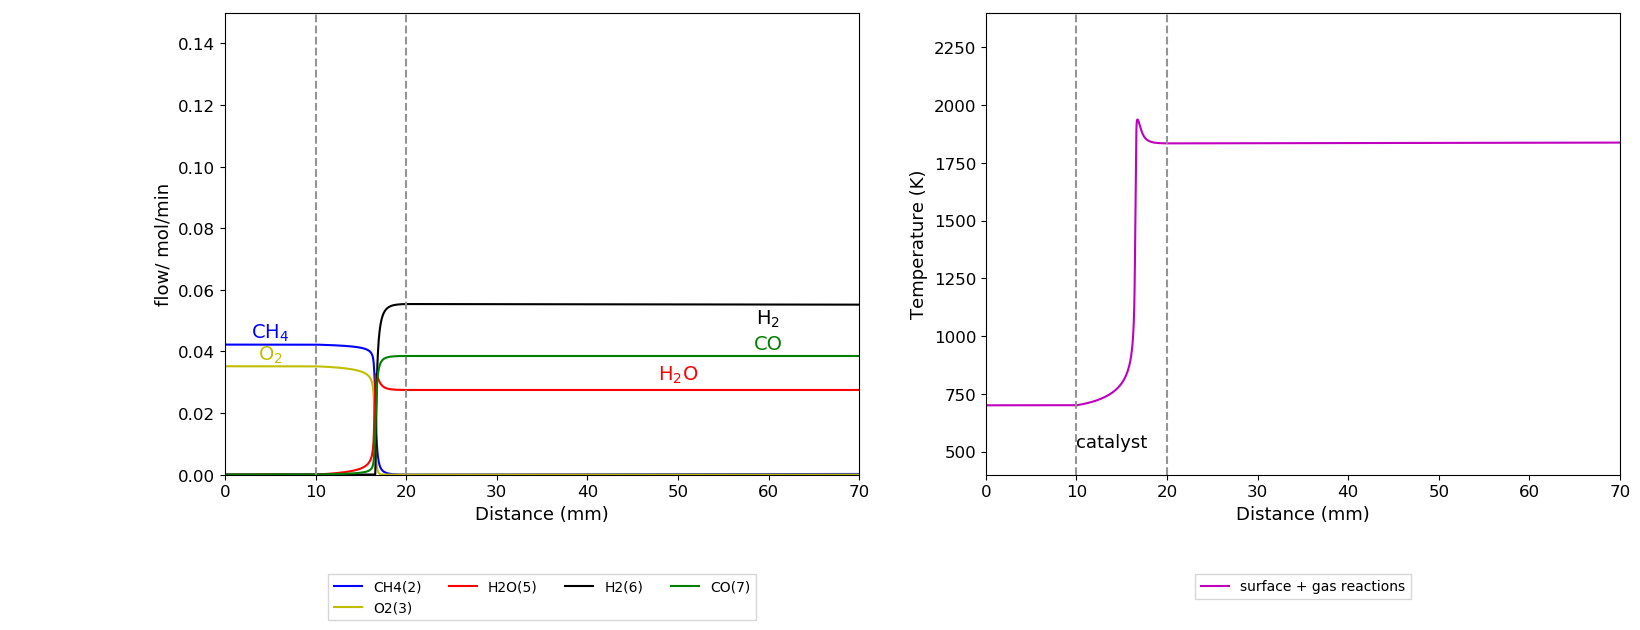 0.14
0.12
0.10
0.08
0.06
0.04
0.02
0.00
flow/ mol/min
CH₄
O₂
H₂
CO
H₂O
0 10 20 30 40 50 60 70
Distance (mm)
CH4(2) H2O(5) H2(6) CO(7)
O2(3)
2250
2000
1750
1500
1250
1000
750
500
Temperature (K)
catalyst
0 10 20 30 40 50 60 70
Distance (mm)
surface + gas reactions